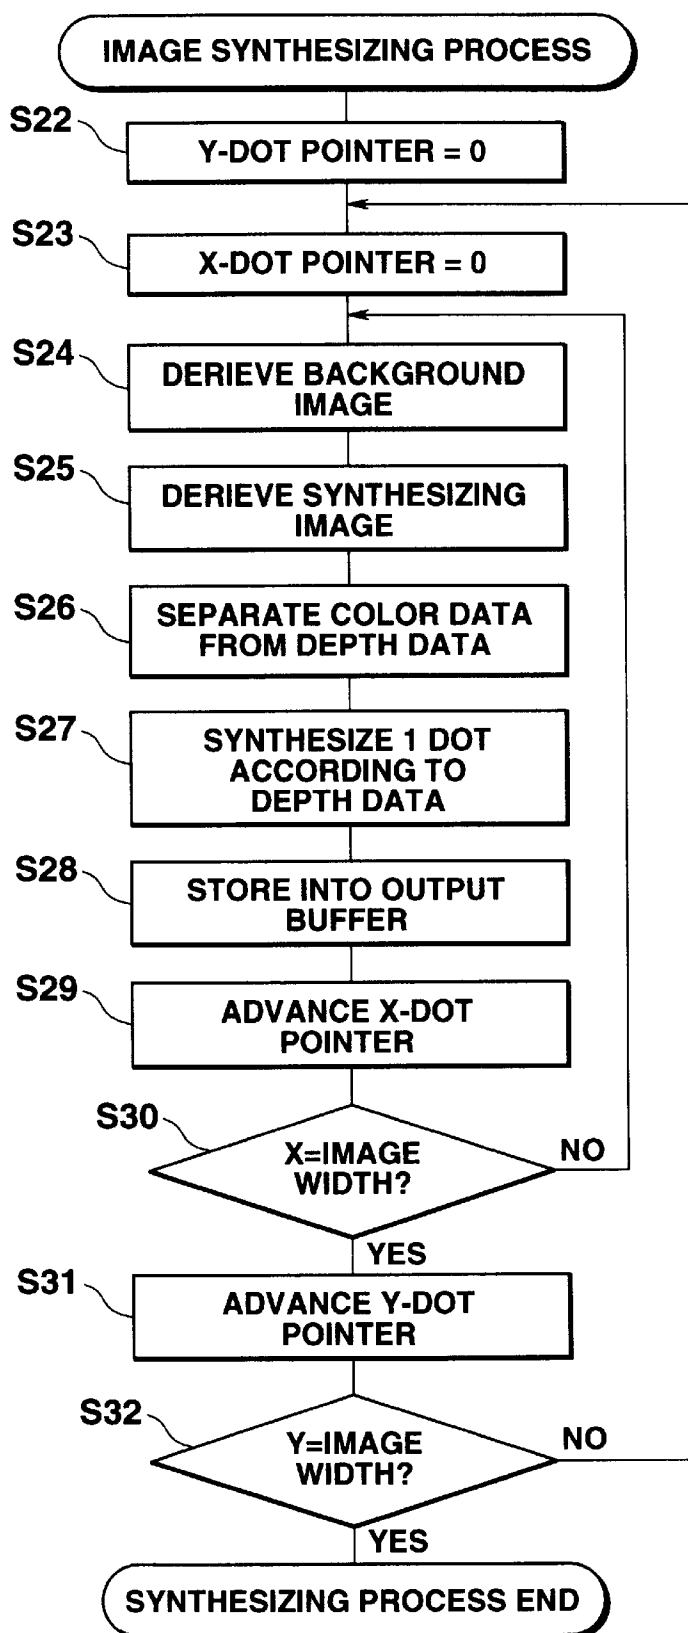 IMAGE SYNTHESIZING PROCESS
S22
Y-DOT POINTER = 0
S23
X-DOT POINTER = 0
S24
DERIEVE BACKGROUND
IMAGE
S25
DERIEVE SYNTHESIZING
IMAGE
S26
SEPARATE COLOR DATA
FROM DEPTH DATA
S27
SYNTHESIZE 1 DOT
ACCORDING TO
DEPTH DATA
S28
STORE INTO OUTPUT
BUFFER
S29
ADVANCE X-DOT
POINTER
S30
X=IMAGE
WIDTH?
NO
YES
S31
ADVANCE Y-DOT
POINTER
S32
Y=IMAGE
WIDTH?
NO
YES
SYNTHESIZING PROCESS END